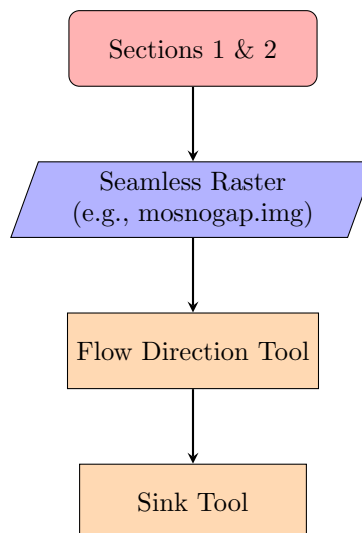 Sections 1 & 2
Seamless Raster
(e.g., mosnogap.img)
Flow Direction Tool
Sink Tool